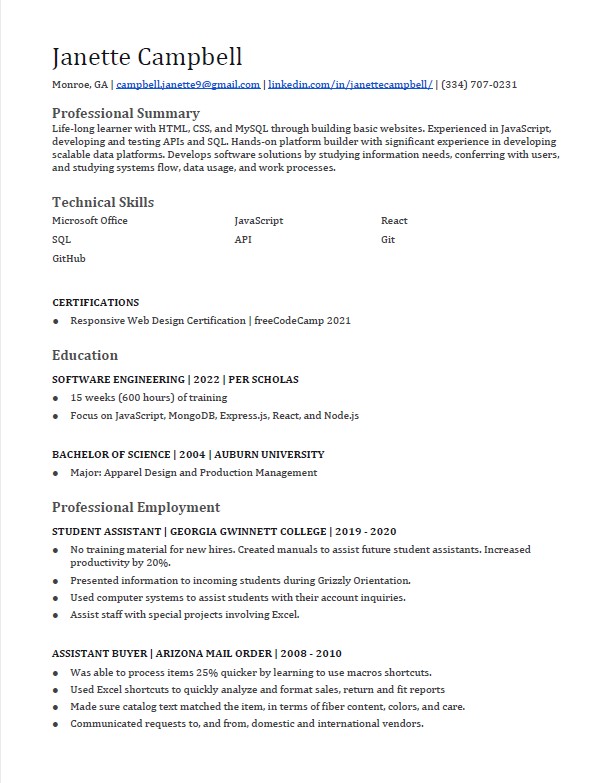 Janette Campbell
Monroe, GA | campbell.janette9@gmail.com | linkedin.com/in/janettecampbell/ | (334) 707-0231
Professional Summary
Life-long learner with HTML, CSS, and MySQL through building basic websites. Experienced in JavaScript,
developing and testing APIs and SQL. Hands-on platform builder with significant experience in developing
scalable data platforms. Develops software solutions by studying information needs, conferring with users,
and studying systems flow, data usage, and work processes.
Technical Skills
Microsoft Office JavaScript React
SQL API Git
GitHub
CERTIFICATIONS
● Responsive Web Design Certification | freeCodeCamp 2021
Education
SOFTWARE ENGINEERING | 2022 | PER SCHOLAS
● 15 weeks (600 hours) of training
● Focus on JavaScript, MongoDB, Express.js, React, and Node.js
BACHELOR OF SCIENCE | 2004 | AUBURN UNIVERSITY
● Major: Apparel Design and Production Management
Professional Employment
STUDENT ASSISTANT | GEORGIA GWINNETT COLLEGE | 2019 - 2020
● No training material for new hires. Created manuals to assist future student assistants. Increased
productivity by 20%.
● Presented information to incoming students during Grizzly Orientation.
● Used computer systems to assist students with their account inquiries.
● Assist staff with special projects involving Excel.
ASSISTANT BUYER | ARIZONA MAIL ORDER | 2008 - 2010
● Was able to process items 25% quicker by learning to use macros shortcuts.
● Used Excel shortcuts to quickly analyze and format sales, return and fit reports
● Made sure catalog text matched the item, in terms of fiber content, colors, and care.
● Communicated requests to, and from, domestic and international vendors.